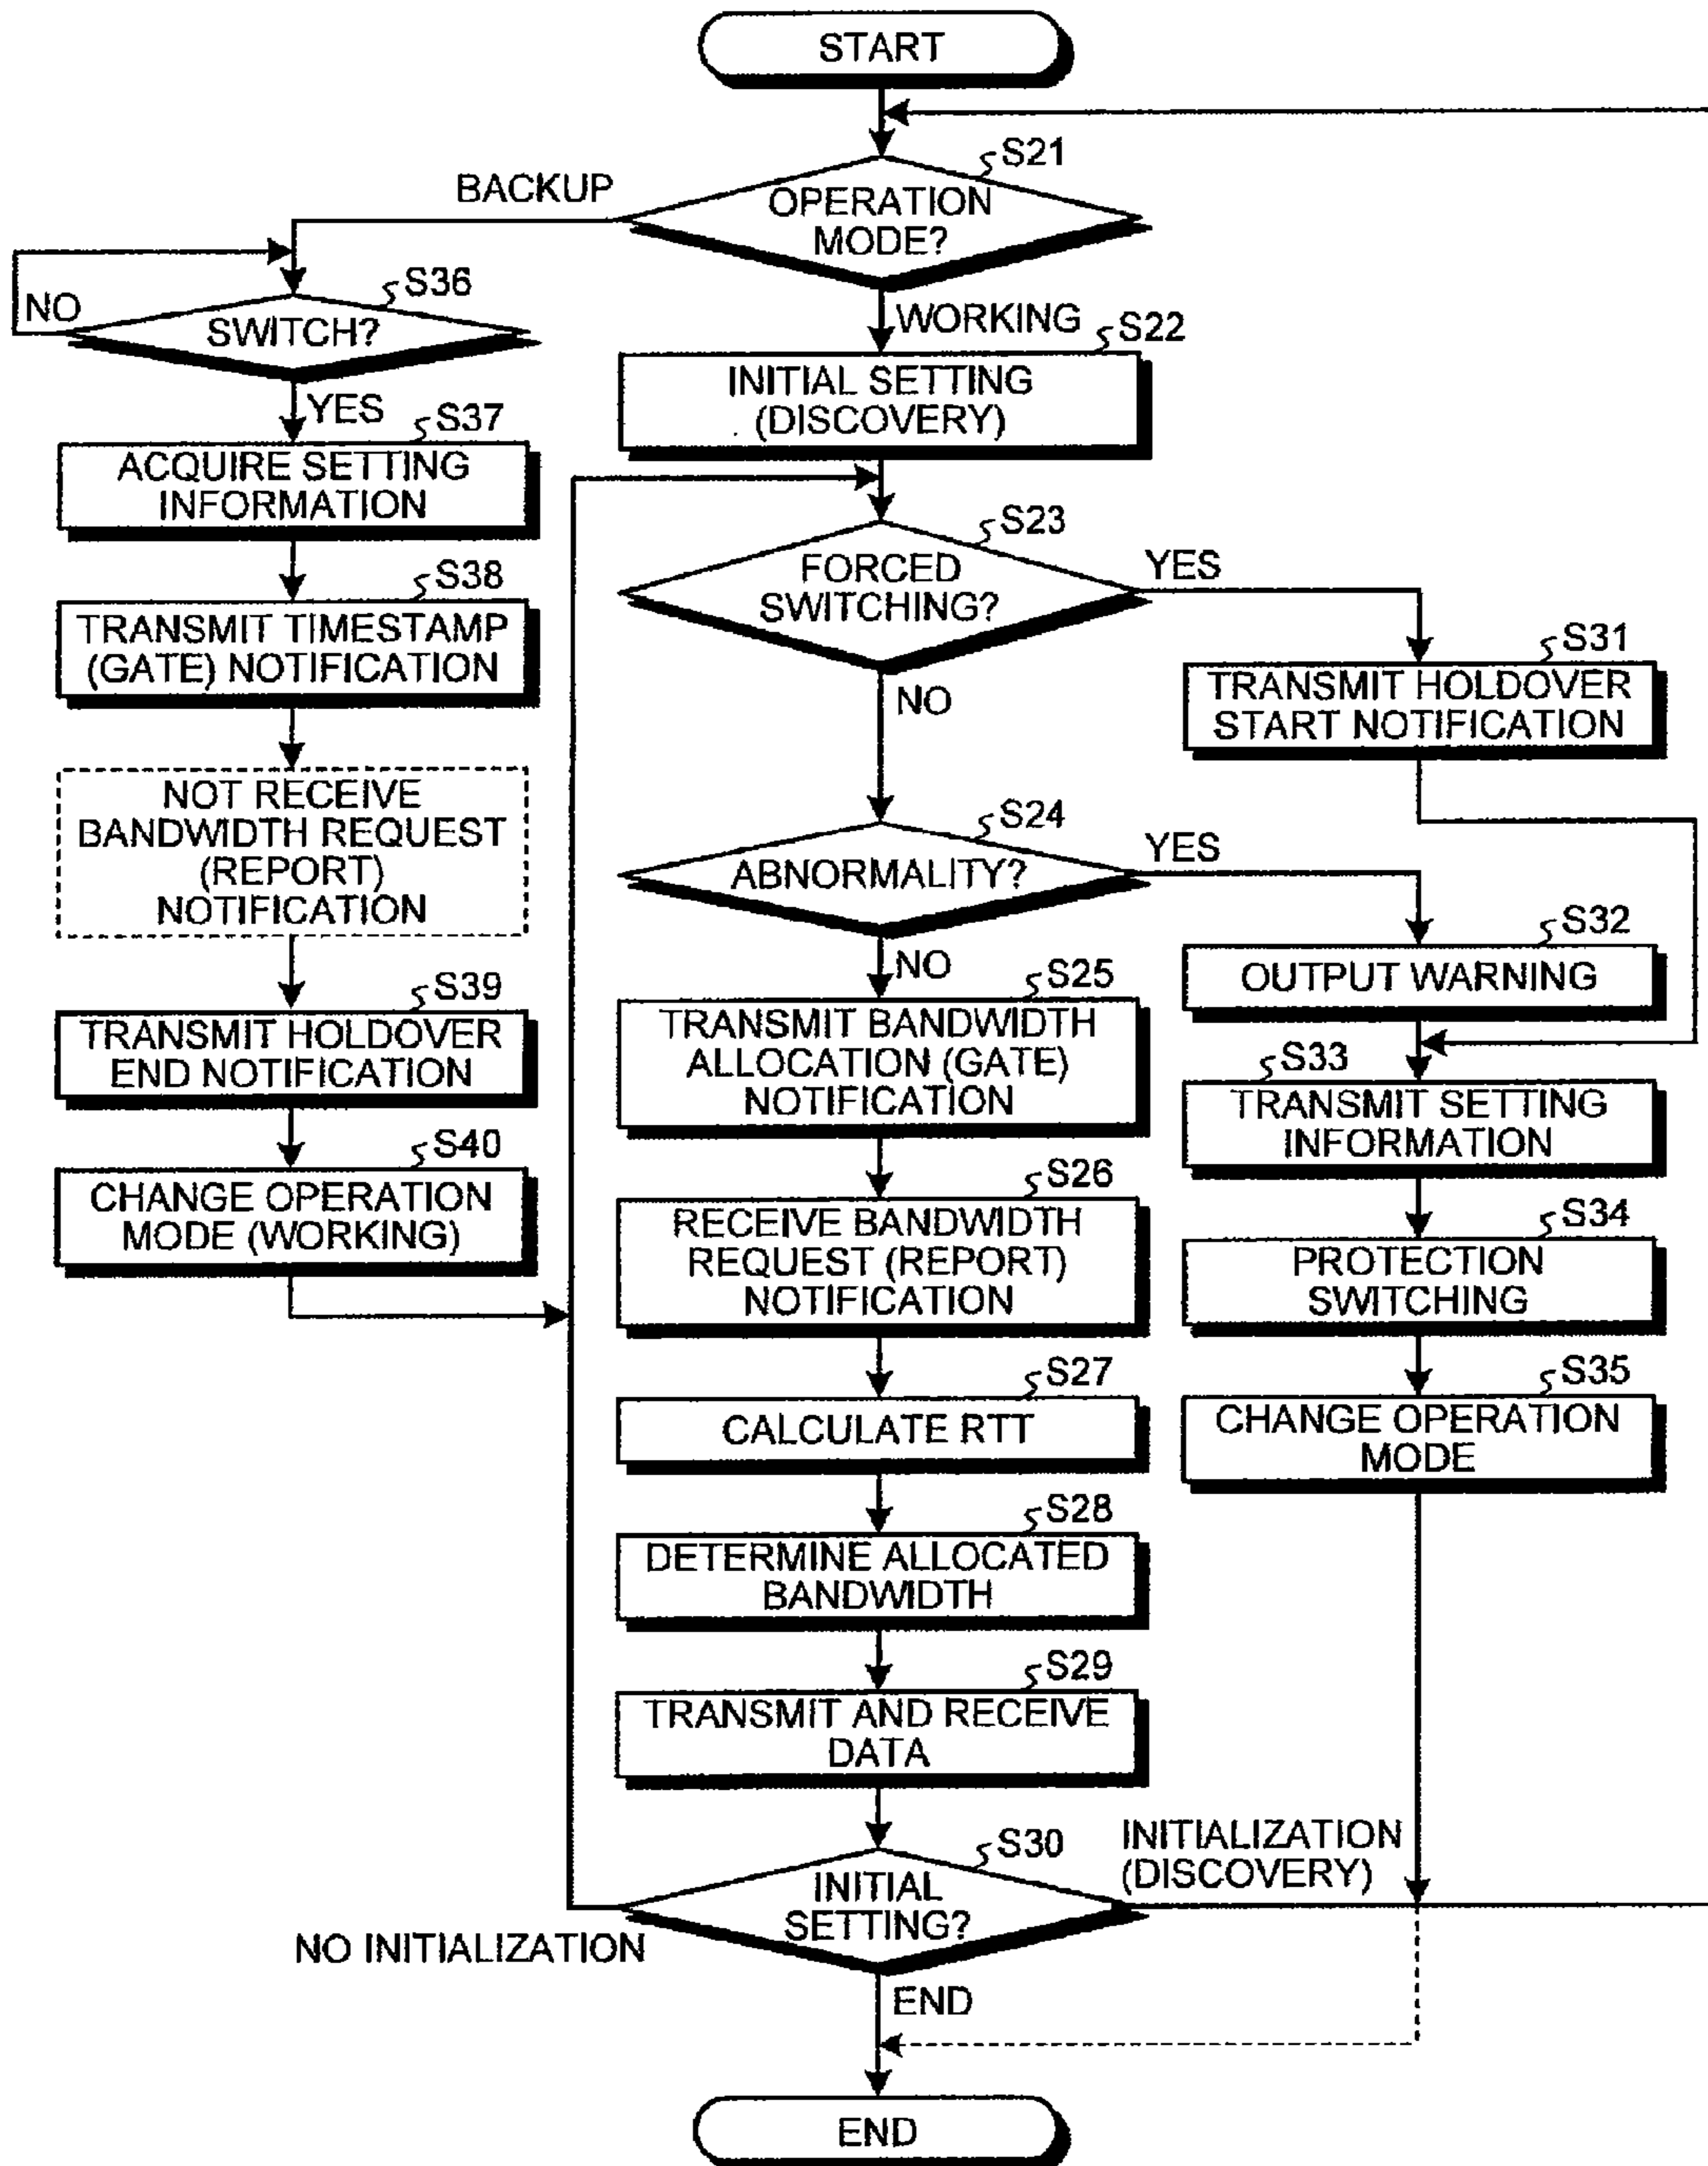 START
S21
BACKUP
OPERATION
MODE?
S36
NO
SWITCH?
WORKING
S22
INITIAL SETTING
(DISCOVERY)
YES
S37
ACQUIRE SETTING
INFORMATION
S23
FORCED
SWITCHING?
YES
S38
TRANSMIT TIMESTAMP
(GATE) NOTIFICATION
S31
TRANSMIT HOLDOVER
START NOTIFICATION
NO
NOT RECEIVE
BANDWIDTH REQUEST
(REPORT)
NOTIFICATION
S24
ABNORMALITY?
YES
S32
OUTPUT WARNING
NO
S39
TRANSMIT HOLDOVER
END NOTIFICATION
S25
TRANSMIT BANDWIDTH
ALLOCATION (GATE)
NOTIFICATION
S33
TRANSMIT SETTING
INFORMATION
S40
CHANGE OPERATION
MODE (WORKING)
S26
RECEIVE BANDWIDTH
REQUEST (REPORT)
NOTIFICATION
S34
PROTECTION
SWITCHING
S27
CALCULATE RTT
S35
CHANGE OPERATION
MODE
S28
DETERMINE ALLOCATED
BANDWIDTH
S29
TRANSMIT AND RECEIVE
DATA
S30
INITIAL
SETTING?
INITIALIZATION
(DISCOVERY)
NO INITIALIZATION
END
END